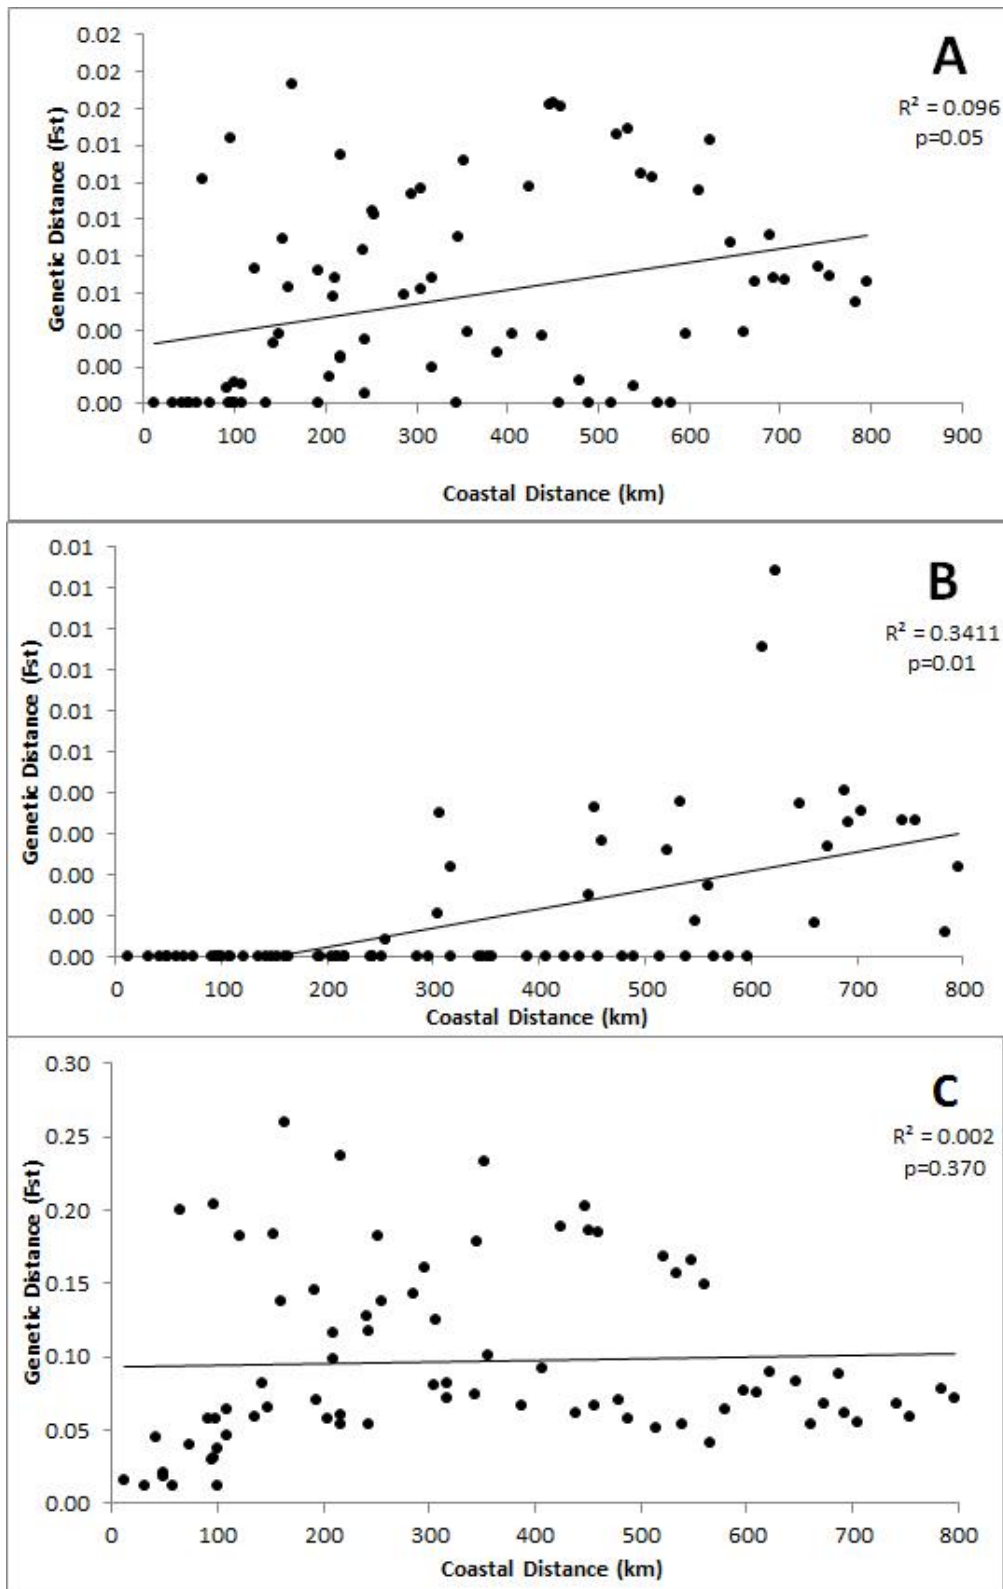 A
R² = 0.096
p=0.05
Genetic Distance (Fst)
0.02
0.02
0.02
0.01
0.01
0.01
0.01
0.01
0.00
0.00
0.00
0 100 200 300 400 500 600 700 800 900
Coastal Distance (km)
B
R² = 0.3411
p=0.01
Genetic Distance (Fst)
0.01
0.01
0.01
0.01
0.01
0.01
0.00
0.00
0.00
0.00
0.00
0 100 200 300 400 500 600 700 800
Coastal Distance (km)
C
R² = 0.002
p=0.370
Genetic Distance (Fst)
0.30
0.25
0.20
0.15
0.10
0.05
0.00
0 100 200 300 400 500 600 700 800
Coastal Distance (km)